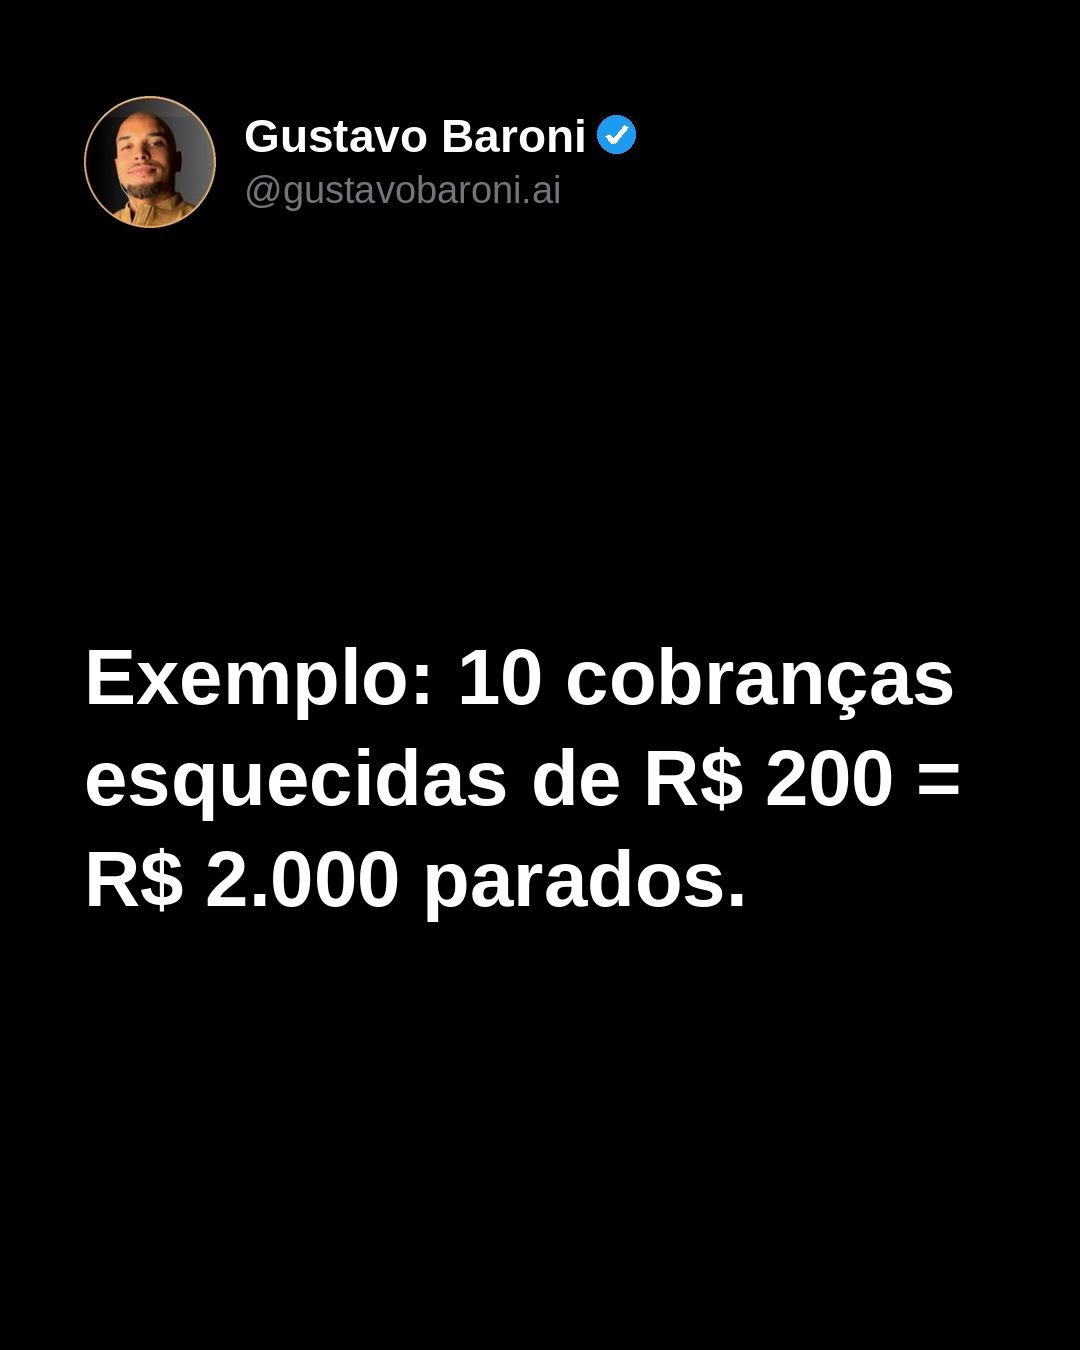 Gustavo Baroni
@gustavobaroni.ai
Exemplo: 10 cobranças
esquecidas de R$ 200 =
R$ 2.000 parados.